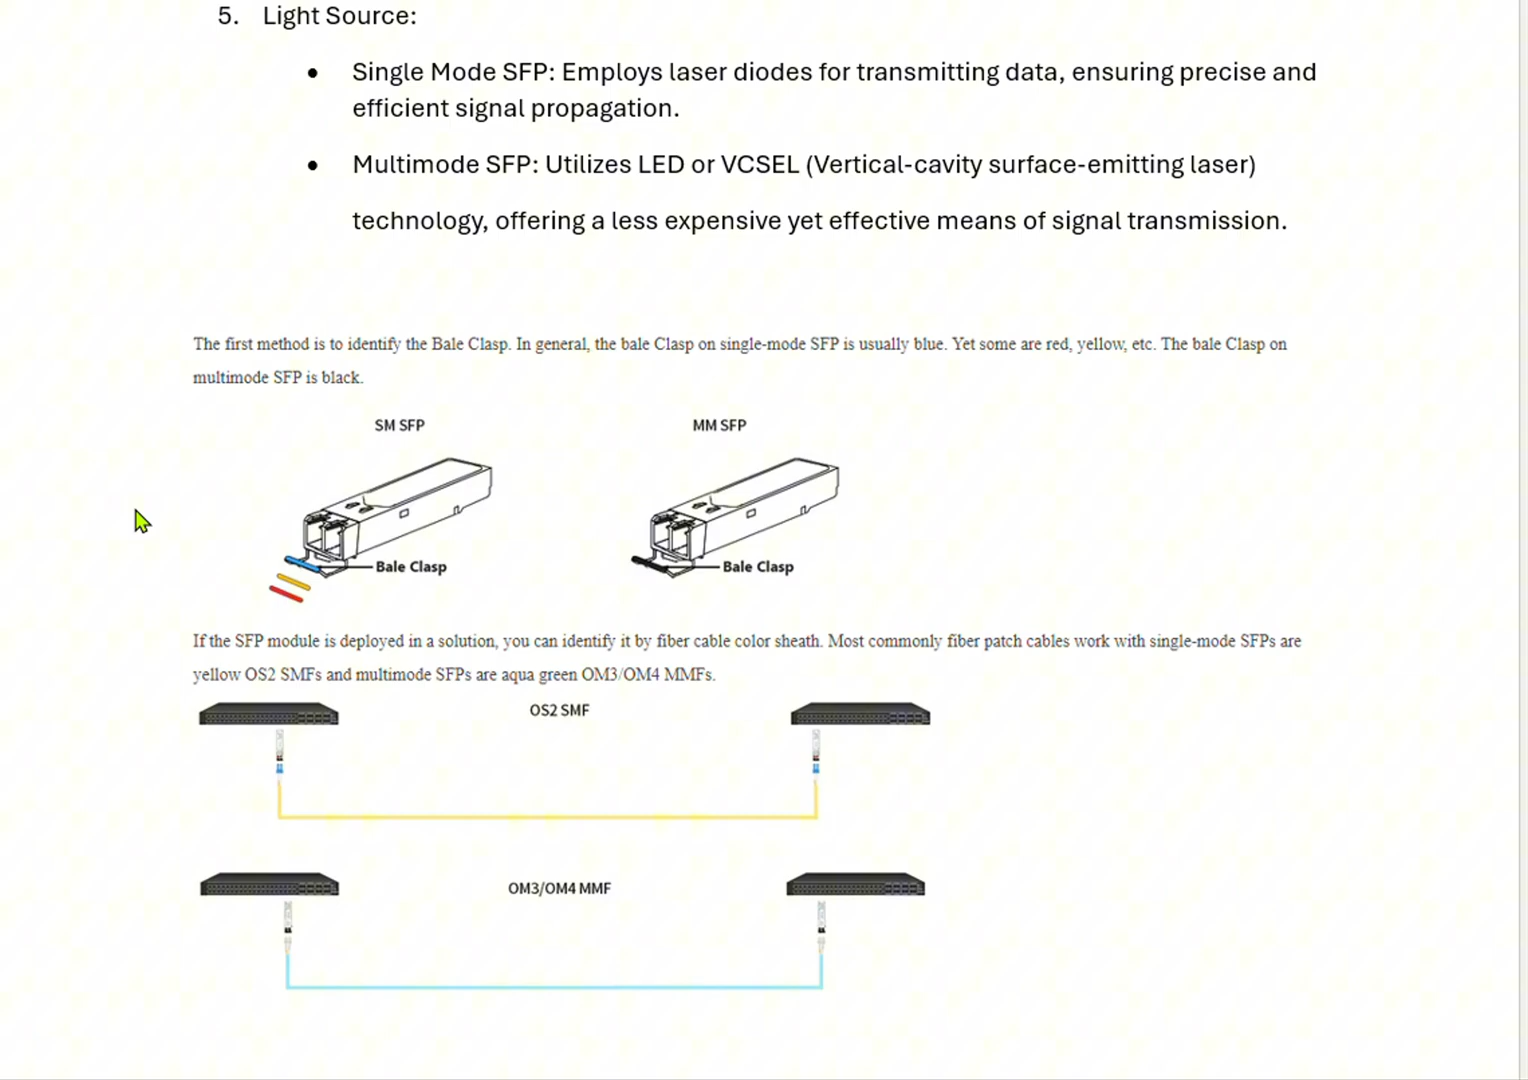 5. Light Source:
• Single Mode SFP: Employs laser diodes for transmitting data, ensuring precise and
efficient signal propagation.
• Multimode SFP: Utilizes LED or VCSEL (Vertical-cavity surface-emitting laser)
technology, offering a less expensive yet effective means of signal transmission.
The first method is to identify the Bale Clasp. In general, the bale Clasp on single-mode SFP is usually blue. Yet some are red, yellow, etc. The bale Clasp on
multimode SFP is black.
SM SFP
MM SFP
Bale Clasp
Bale Clasp
If the SFP module is deployed in a solution, you can identify it by fiber cable color sheath. Most commonly fiber patch cables work with single-mode SFPs are
yellow OS2 SMFs and multimode SFPs are aqua green OM3/OM4 MMFs.
OS2 SMF
OM3/OM4 MMF